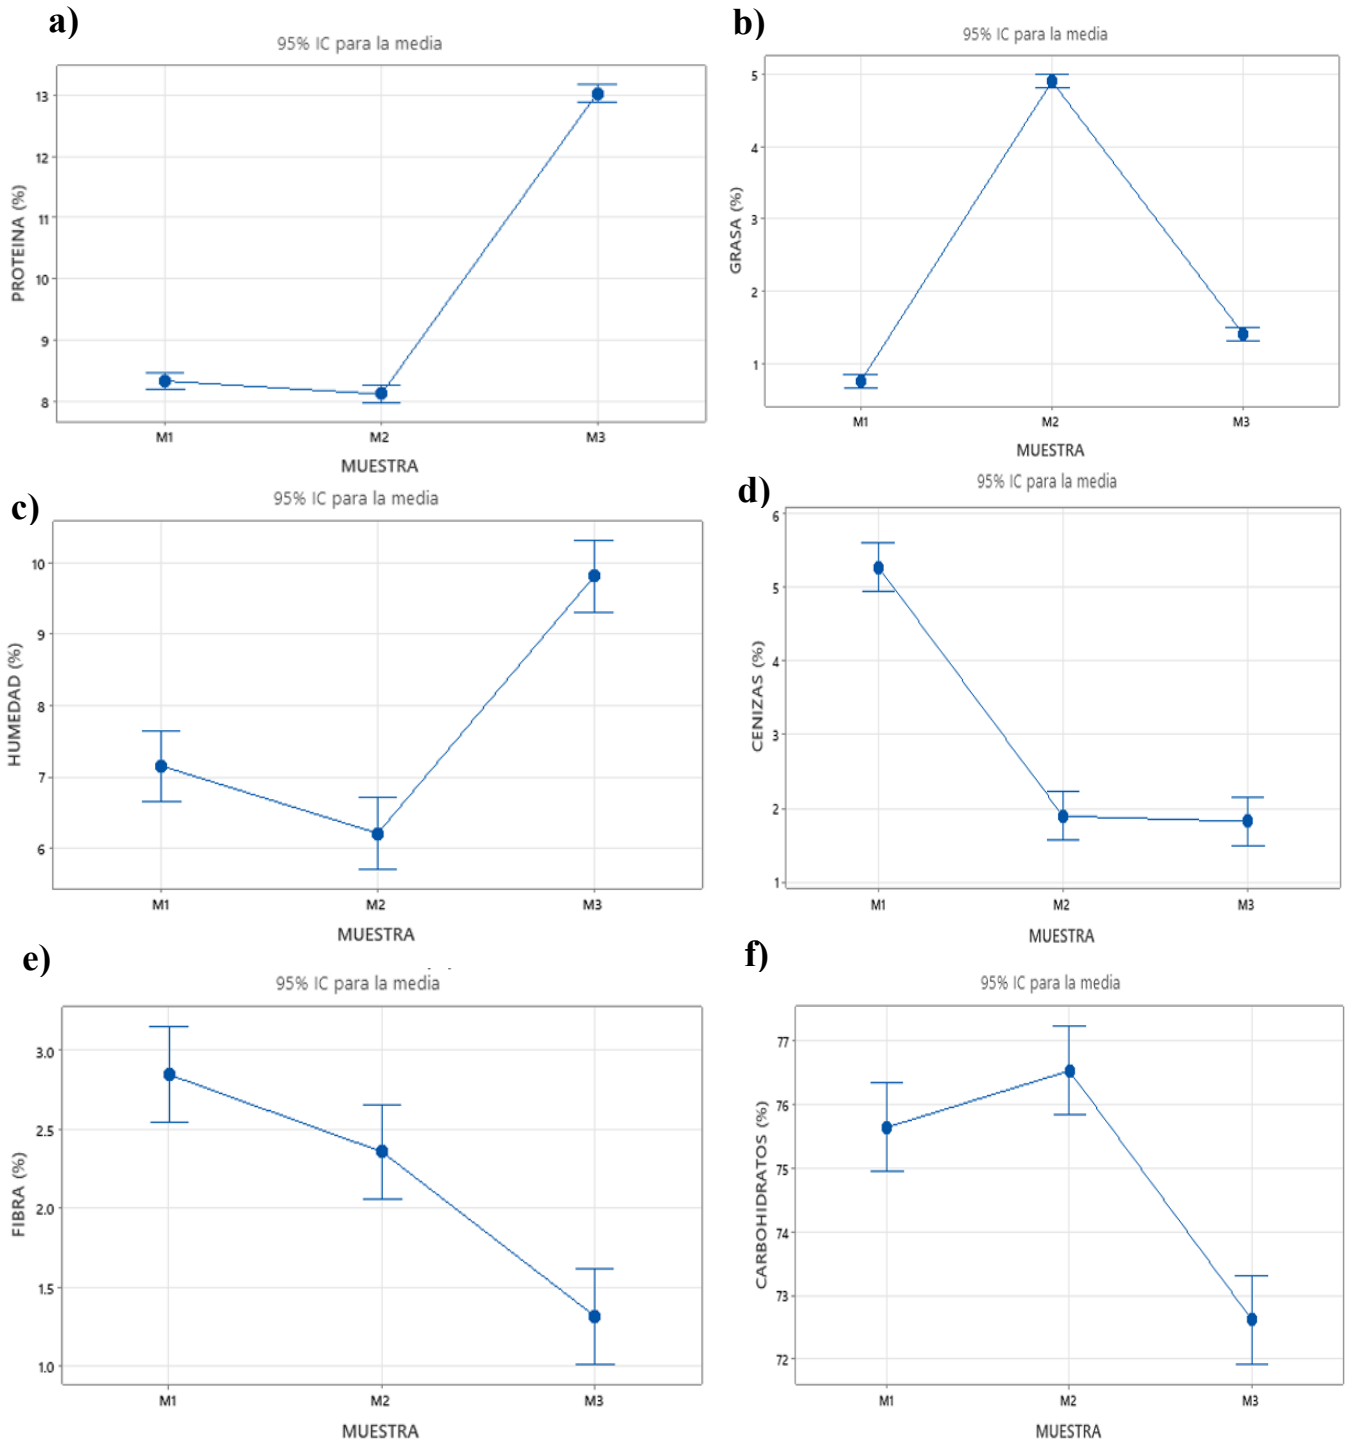 a)
95% IC para la media
PROTEINA (%)
13
12
11
10
9
8
M1 M2 M3
MUESTRA
b)
95% IC para la media
GRASA (%)
5
4
3
2
1
M1 M2 M3
MUESTRA
c)
95% IC para la media
HUMEDAD (%)
10
9
8
7
6
M1 M2 M3
MUESTRA
d)
95% IC para la media
CENIZAS (%)
6
5
4
3
2
1
M1 M2 M3
MUESTRA
e)
95% IC para la media
FIBRA (%)
3.0
2.5
2.0
1.5
1.0
M1 M2 M3
MUESTRA
f)
95% IC para la media
CARBOHIDRATOS (%)
77
76
75
74
73
72
M1 M2 M3
MUESTRA